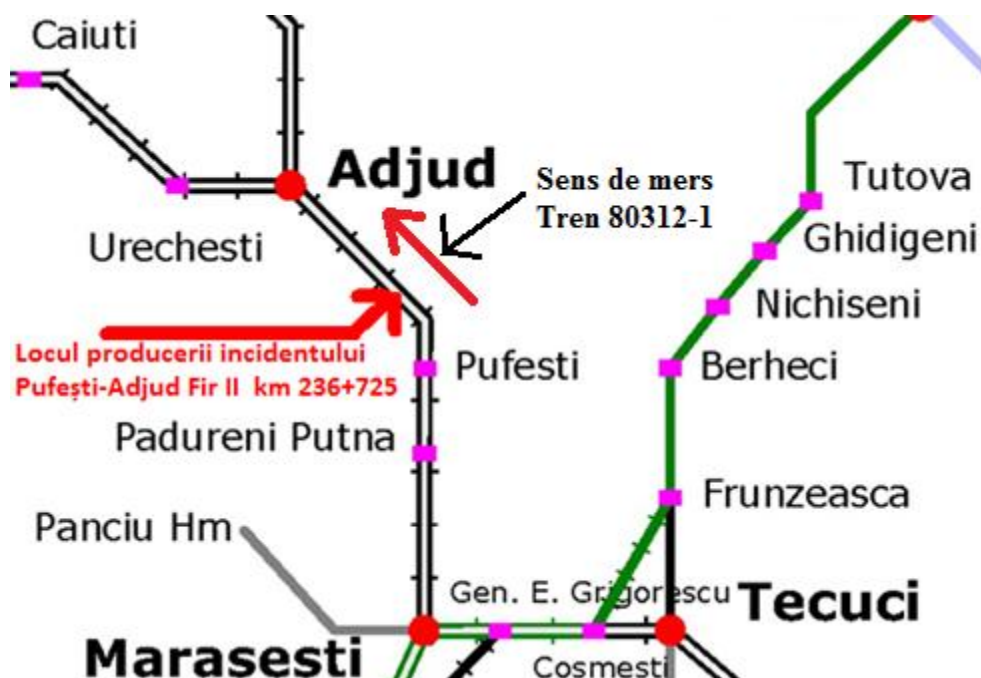 Caiuti
Adjud
Sens de mers
Tren 80312-1
Tutova
Urechesti
Ghidigeni
Nichiseni
Locul producerii incidentului
Pufești-Adjud Fir II km 236+725
Pufesti
Berheci
Padureni Putna
Frunzeasca
Panciu Hm
Gen. E. Grigorescu
Tecuci
Marasesti
Cosmesti